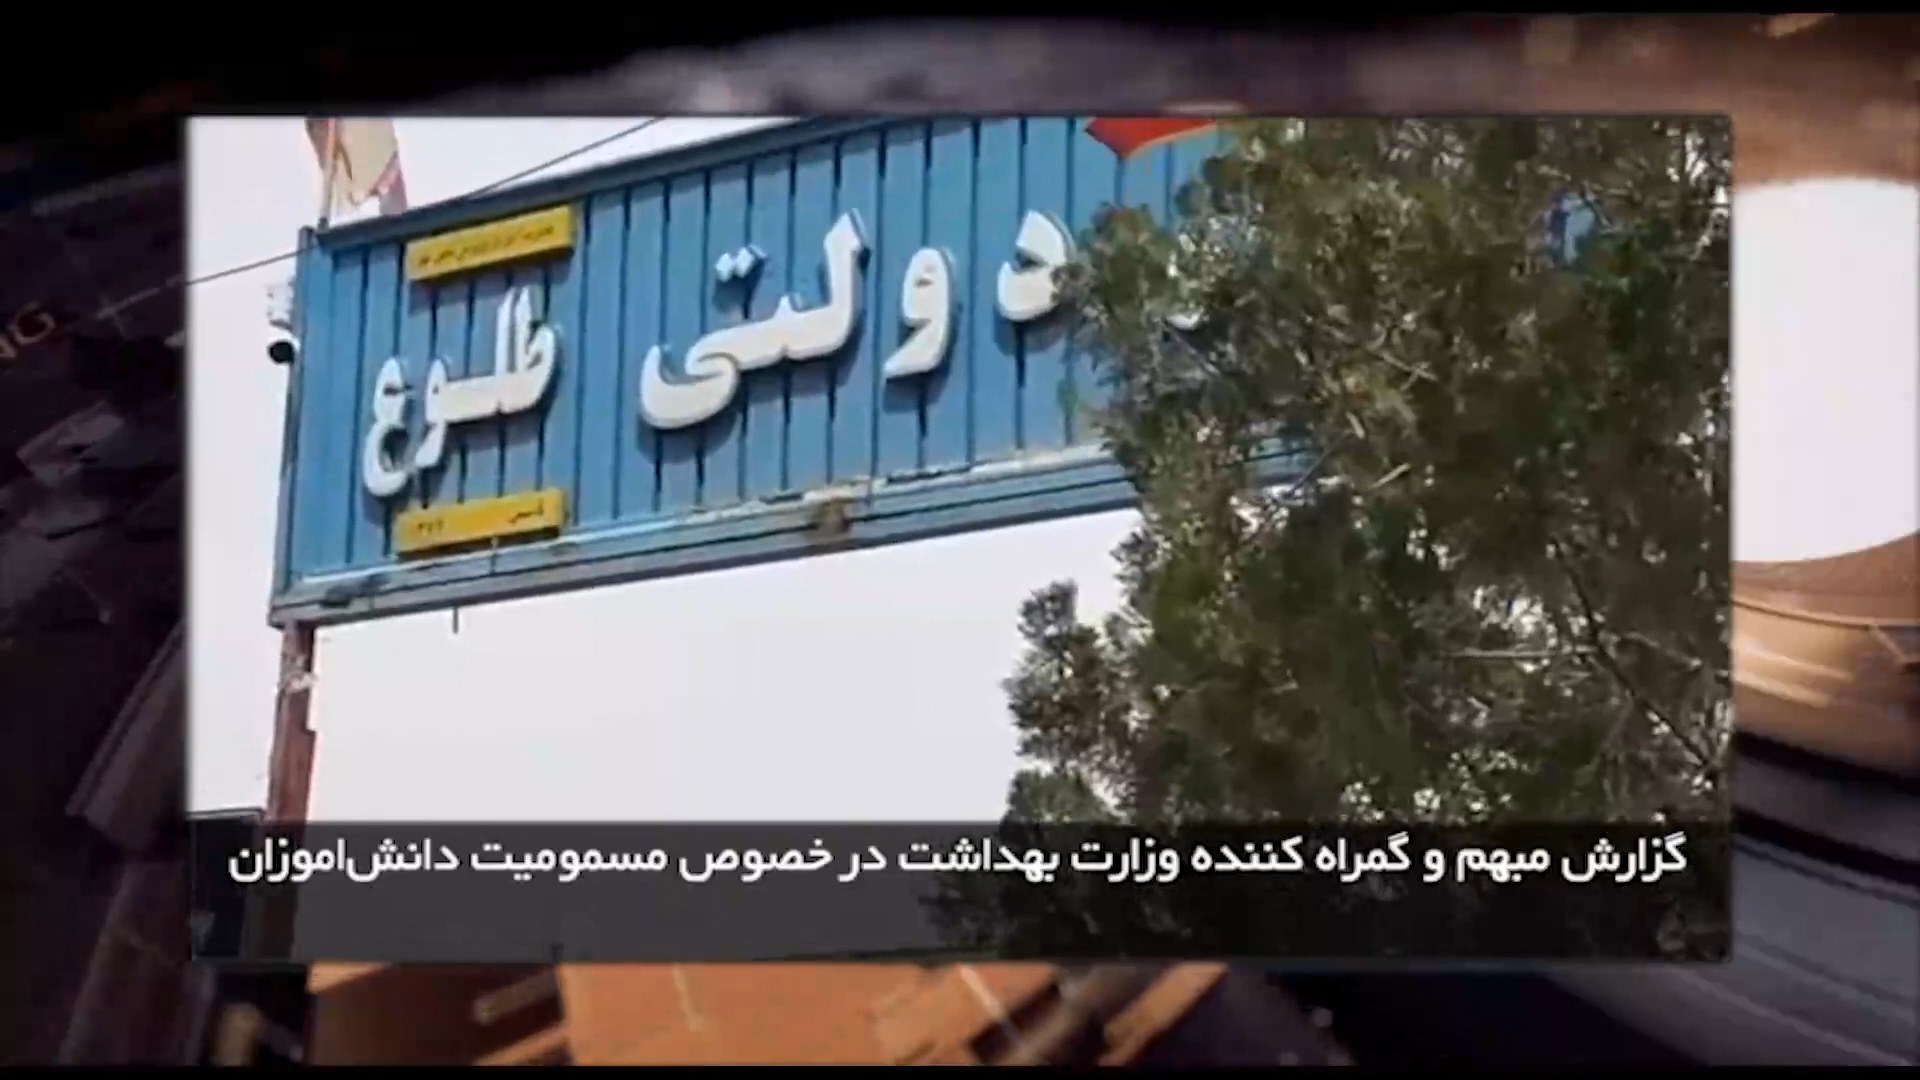 دولتی
طلوع
گزارش مبهم و گمراه کننده وزارت بهداشت در خصوص مسمومیت دانش‌اموزان